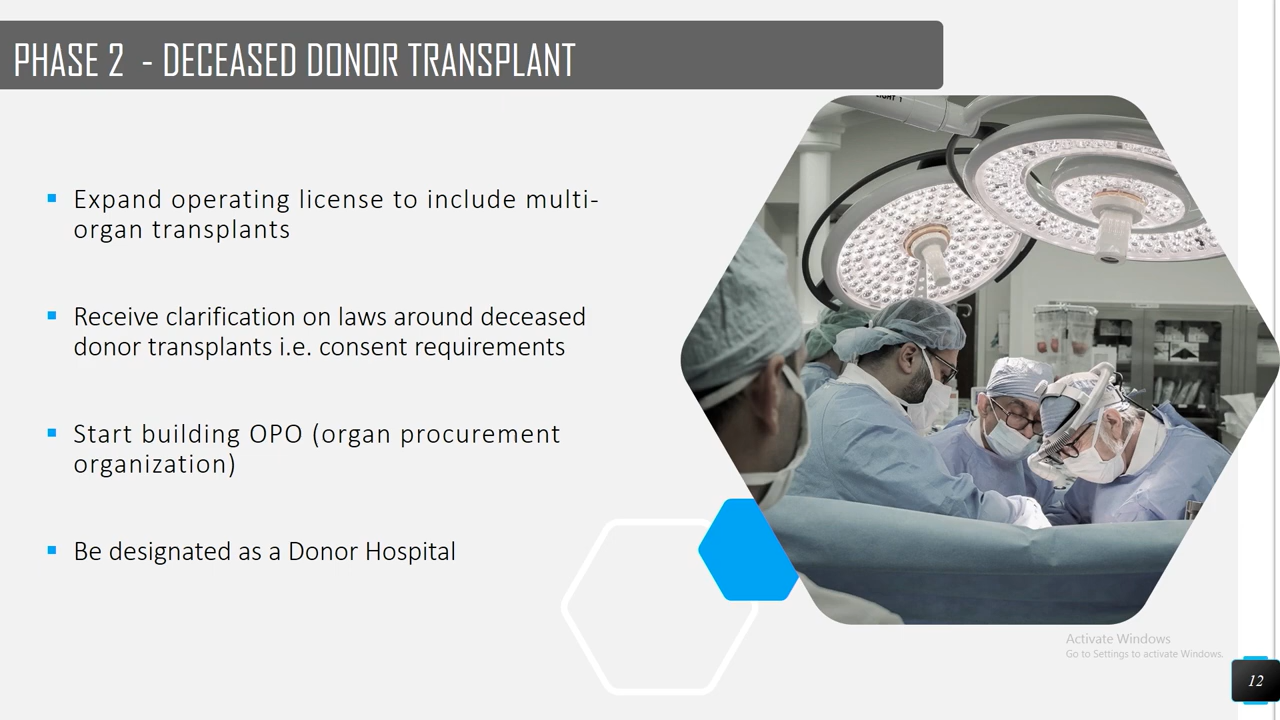 PHASE 2 - DECEASED DONOR TRANSPLANT
Expand operating license to include multi-
organ transplants
Receive clarification on laws around deceased
donor transplants i.e. consent requirements
Start building OPO (organ procurement
organization)
Be designated as a Donor Hospital
Activate Windows
Go to Settings to activate Windows.
12